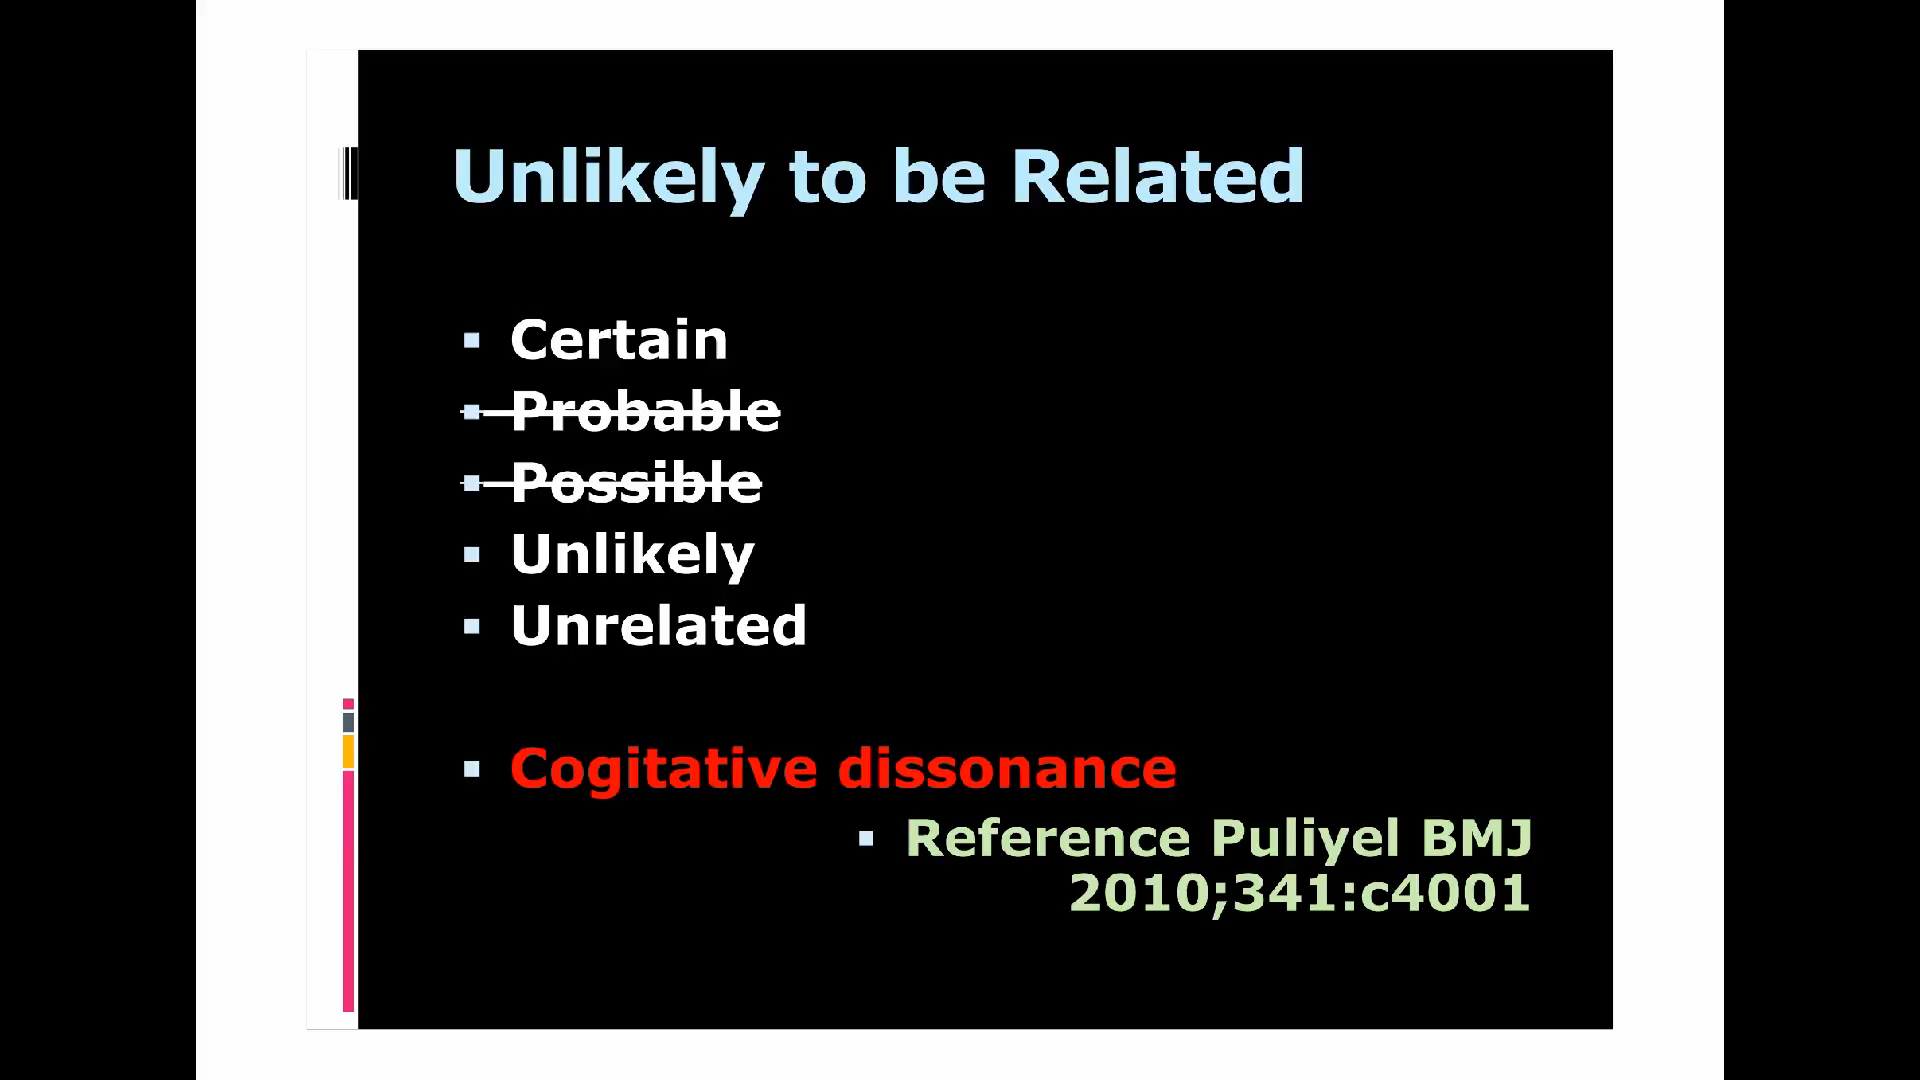 Unlikely to be Related
Certain
Probable
Possible
Unlikely
Unrelated
Cogitative dissonance
Reference Puliyel BMJ
2010;341:c4001